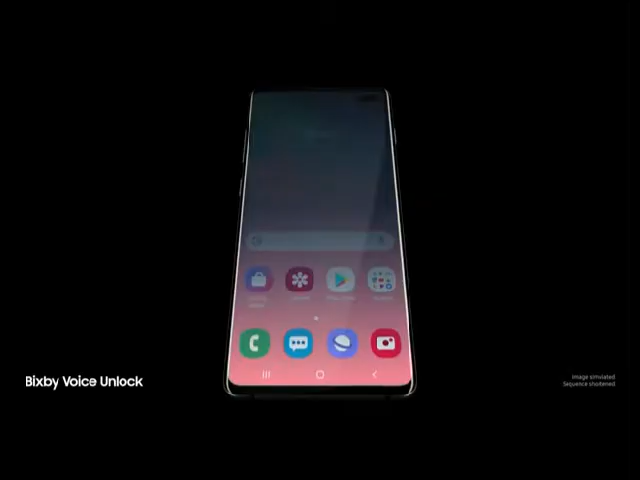 Bixby Voice Unlock
Image simulated
Sequence shortened